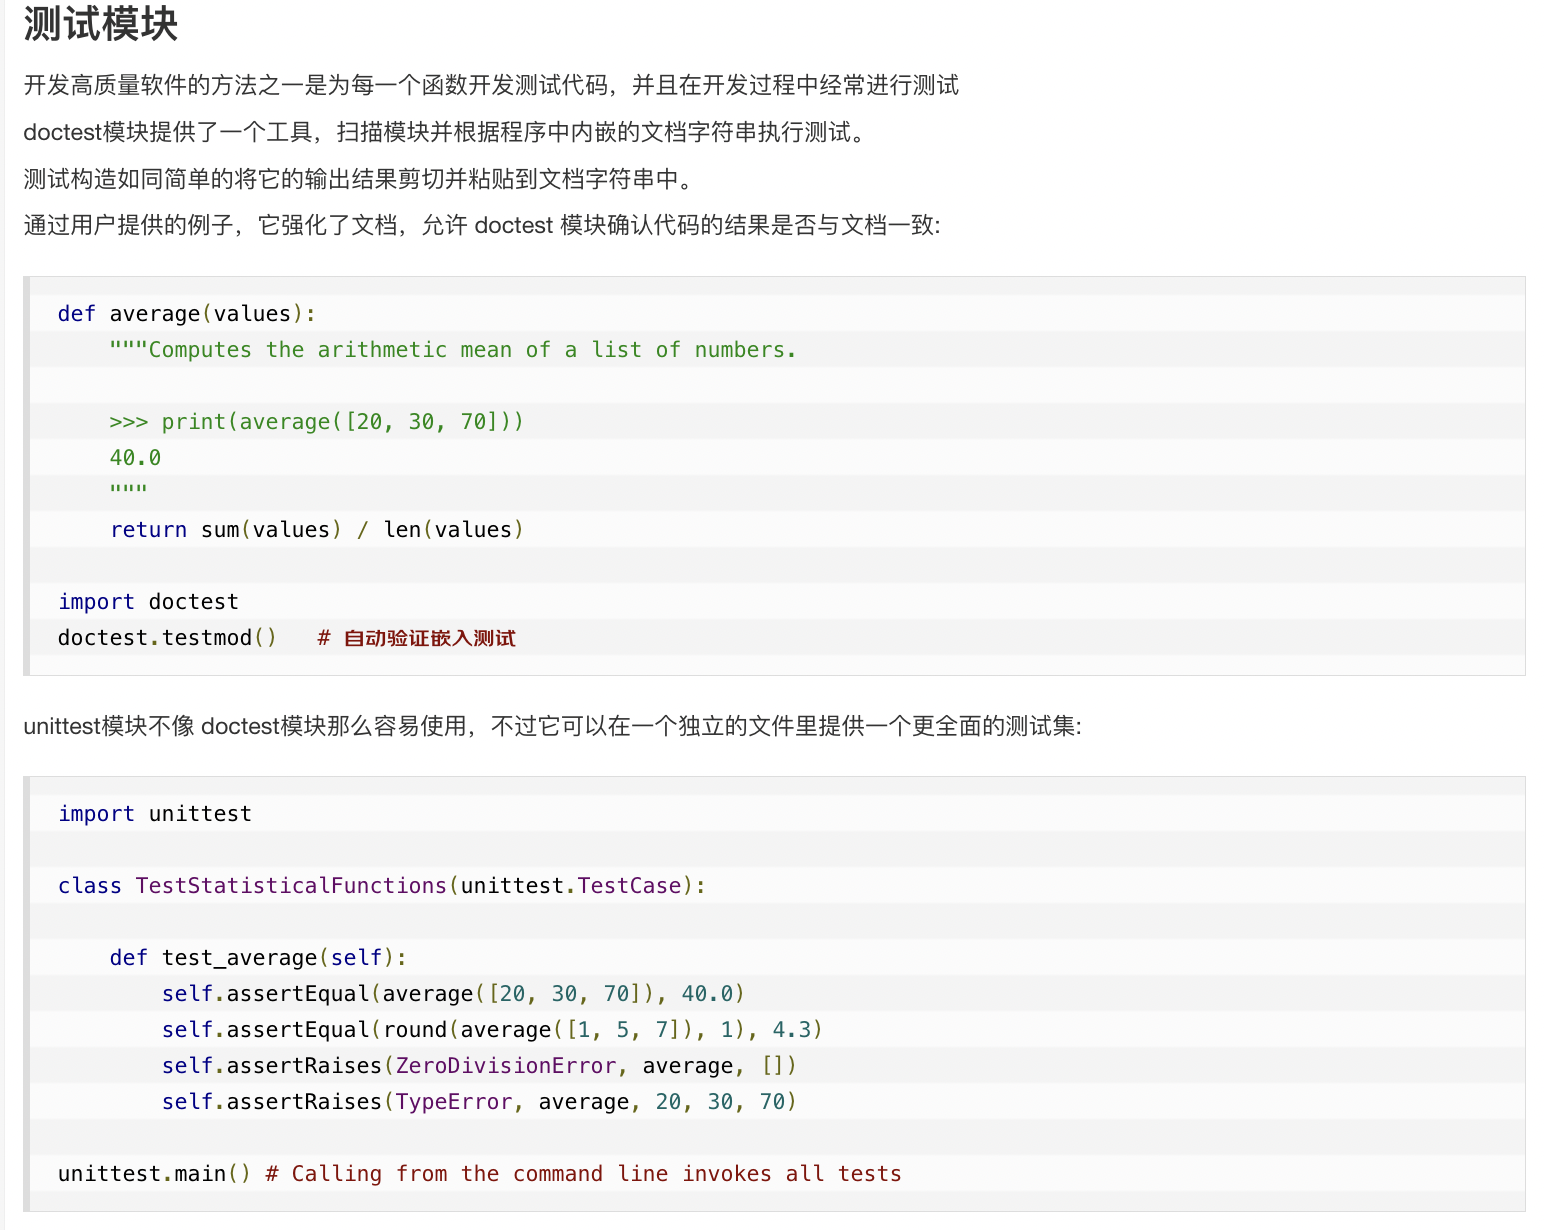 测试模块
开发高质量软件的方法之一是为每一个函数开发测试代码，并且在开发过程中经常进行测试
doctest模块提供了一个工具，扫描模块并根据程序中内嵌的文档字符串执行测试。
测试构造如同简单的将它的输出结果剪切并粘贴到文档字符串中。
通过用户提供的例子，它强化了文档，允许 doctest 模块确认代码的结果是否与文档一致:
def average(values):
    """Computes the arithmetic mean of a list of numbers.
    >>> print(average([20, 30, 70]))
    40.0
    """
    return sum(values) / len(values)
import doctest
doctest.testmod()   # 自动验证嵌入测试
unittest模块不像 doctest模块那么容易使用，不过它可以在一个独立的文件里提供一个更全面的测试集:
import unittest
class TestStatisticalFunctions(unittest.TestCase):
    def test_average(self):
        self.assertEqual(average([20, 30, 70]), 40.0)
        self.assertEqual(round(average([1, 5, 7]), 1), 4.3)
        self.assertRaises(ZeroDivisionError, average, [])
        self.assertRaises(TypeError, average, 20, 30, 70)
unittest.main() # Calling from the command line invokes all tests